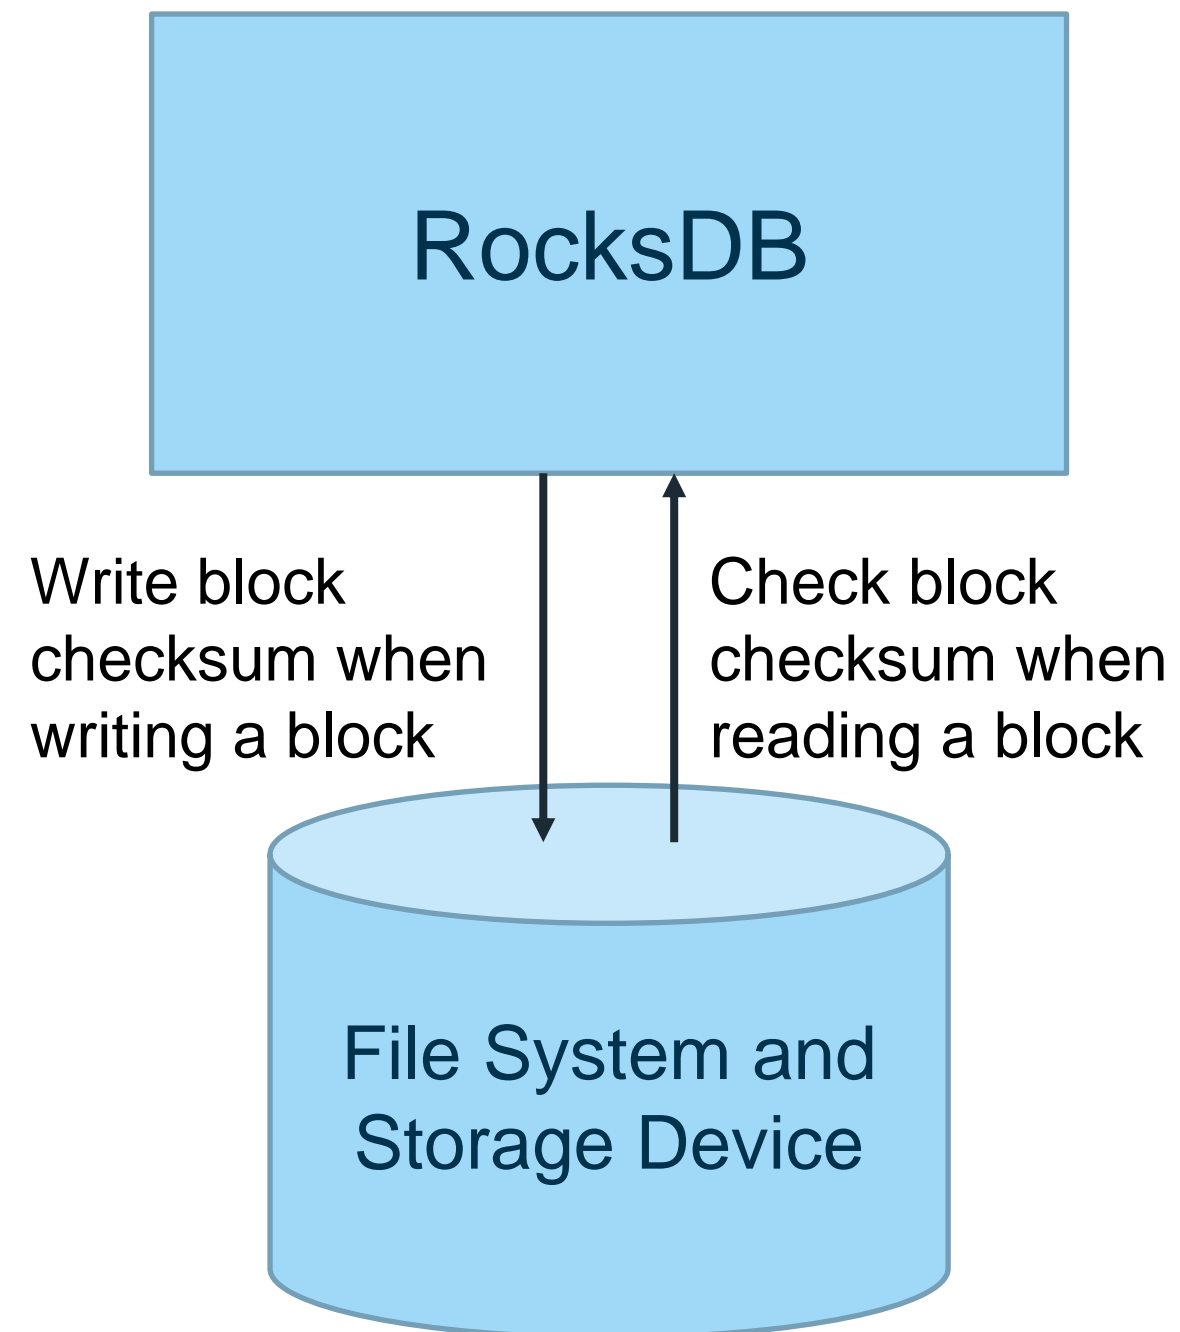 RocksDB
Write block
checksum when
writing a block
Check block
checksum when
reading a block
File System and
Storage Device